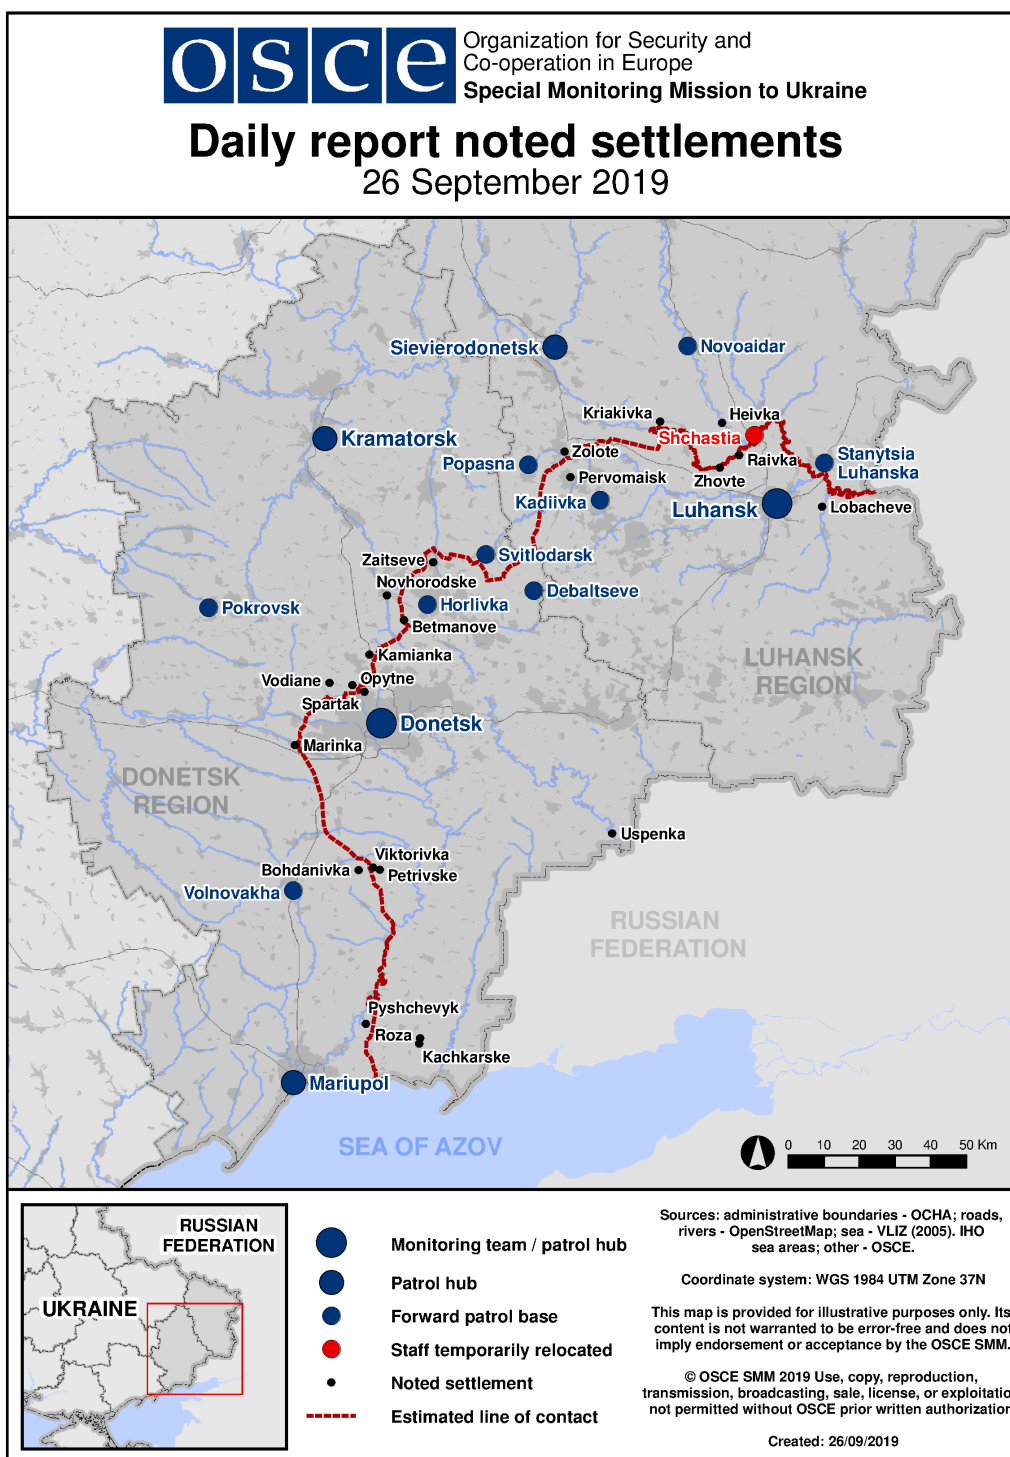 osce
Organization for Security and
Co-operation in Europe
Special Monitoring Mission to Ukraine
Daily report noted settlements
26 September 2019
Sievierodonetsk
Novoaidar
Kriakivka
Heivka
Shchastia
Kramatorsk
Zolote
Raivka
Stanytsia
Luhanska
Popasna
Pervomaisk
Zhovte
Kadiivka
Luhansk
Lobacheve
Zaitseve
Svitlodarsk
Novhorodske
Debaltseve
Pokrovsk
Horlivka
Betmanove
Kamianka
LUHANSK
REGION
Vodiane
Opytne
Spartak
Donetsk
Marinka
DONETSK
REGION
Uspenka
Viktorivka
Bohdanivka
Petrivske
Volnovakha
RUSSIAN
FEDERATION
Pyshchevyk
Roza
Kachkarske
Mariupol
SEA OF AZOV
0 10 20 30 40 50 Km
RUSSIAN
FEDERATION
UKRAINE
Monitoring team / patrol hub
Patrol hub
Forward patrol base
Staff temporarily relocated
Noted settlement
Estimated line of contact
Sources: administrative boundaries - OCHA; roads,
rivers - OpenStreetMap; sea - VLIZ (2005). IHO
sea areas; other - OSCE.
Coordinate system: WGS 1984 UTM Zone 37N
This map is provided for illustrative purposes only. Its
content is not warranted to be error-free and does not
imply endorsement or acceptance by the OSCE SMM.
© OSCE SMM 2019 Use, copy, reproduction,
transmission, broadcasting, sale, license, or exploitatio
not permitted without OSCE prior written authorization
Created: 26/09/2019